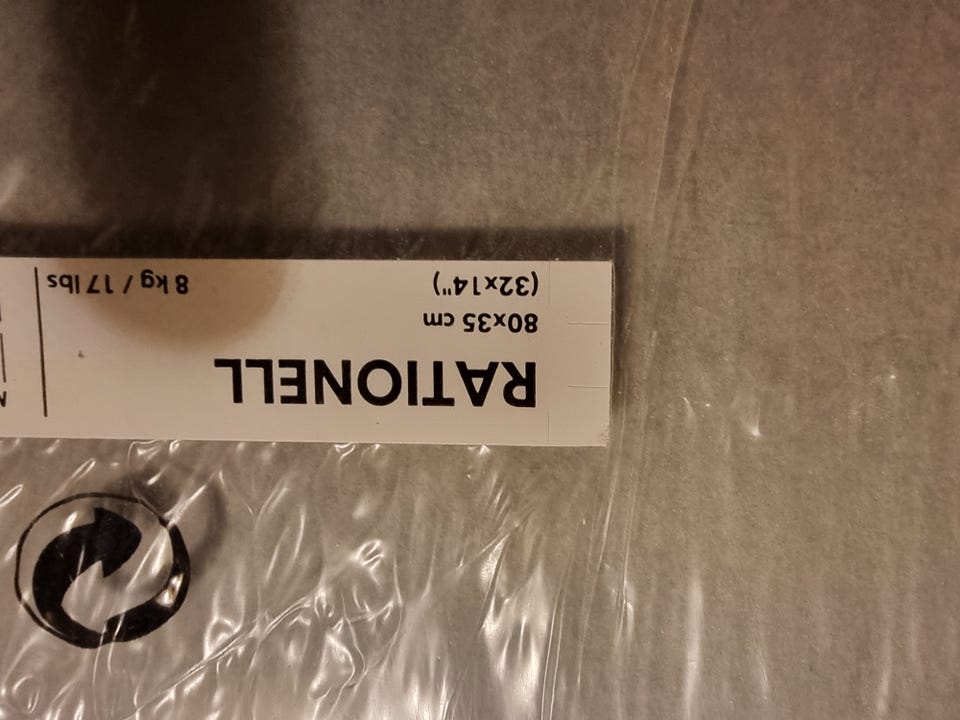 RATIONELL
80x35 cm
(32x14")
8 kg / 17 lbs